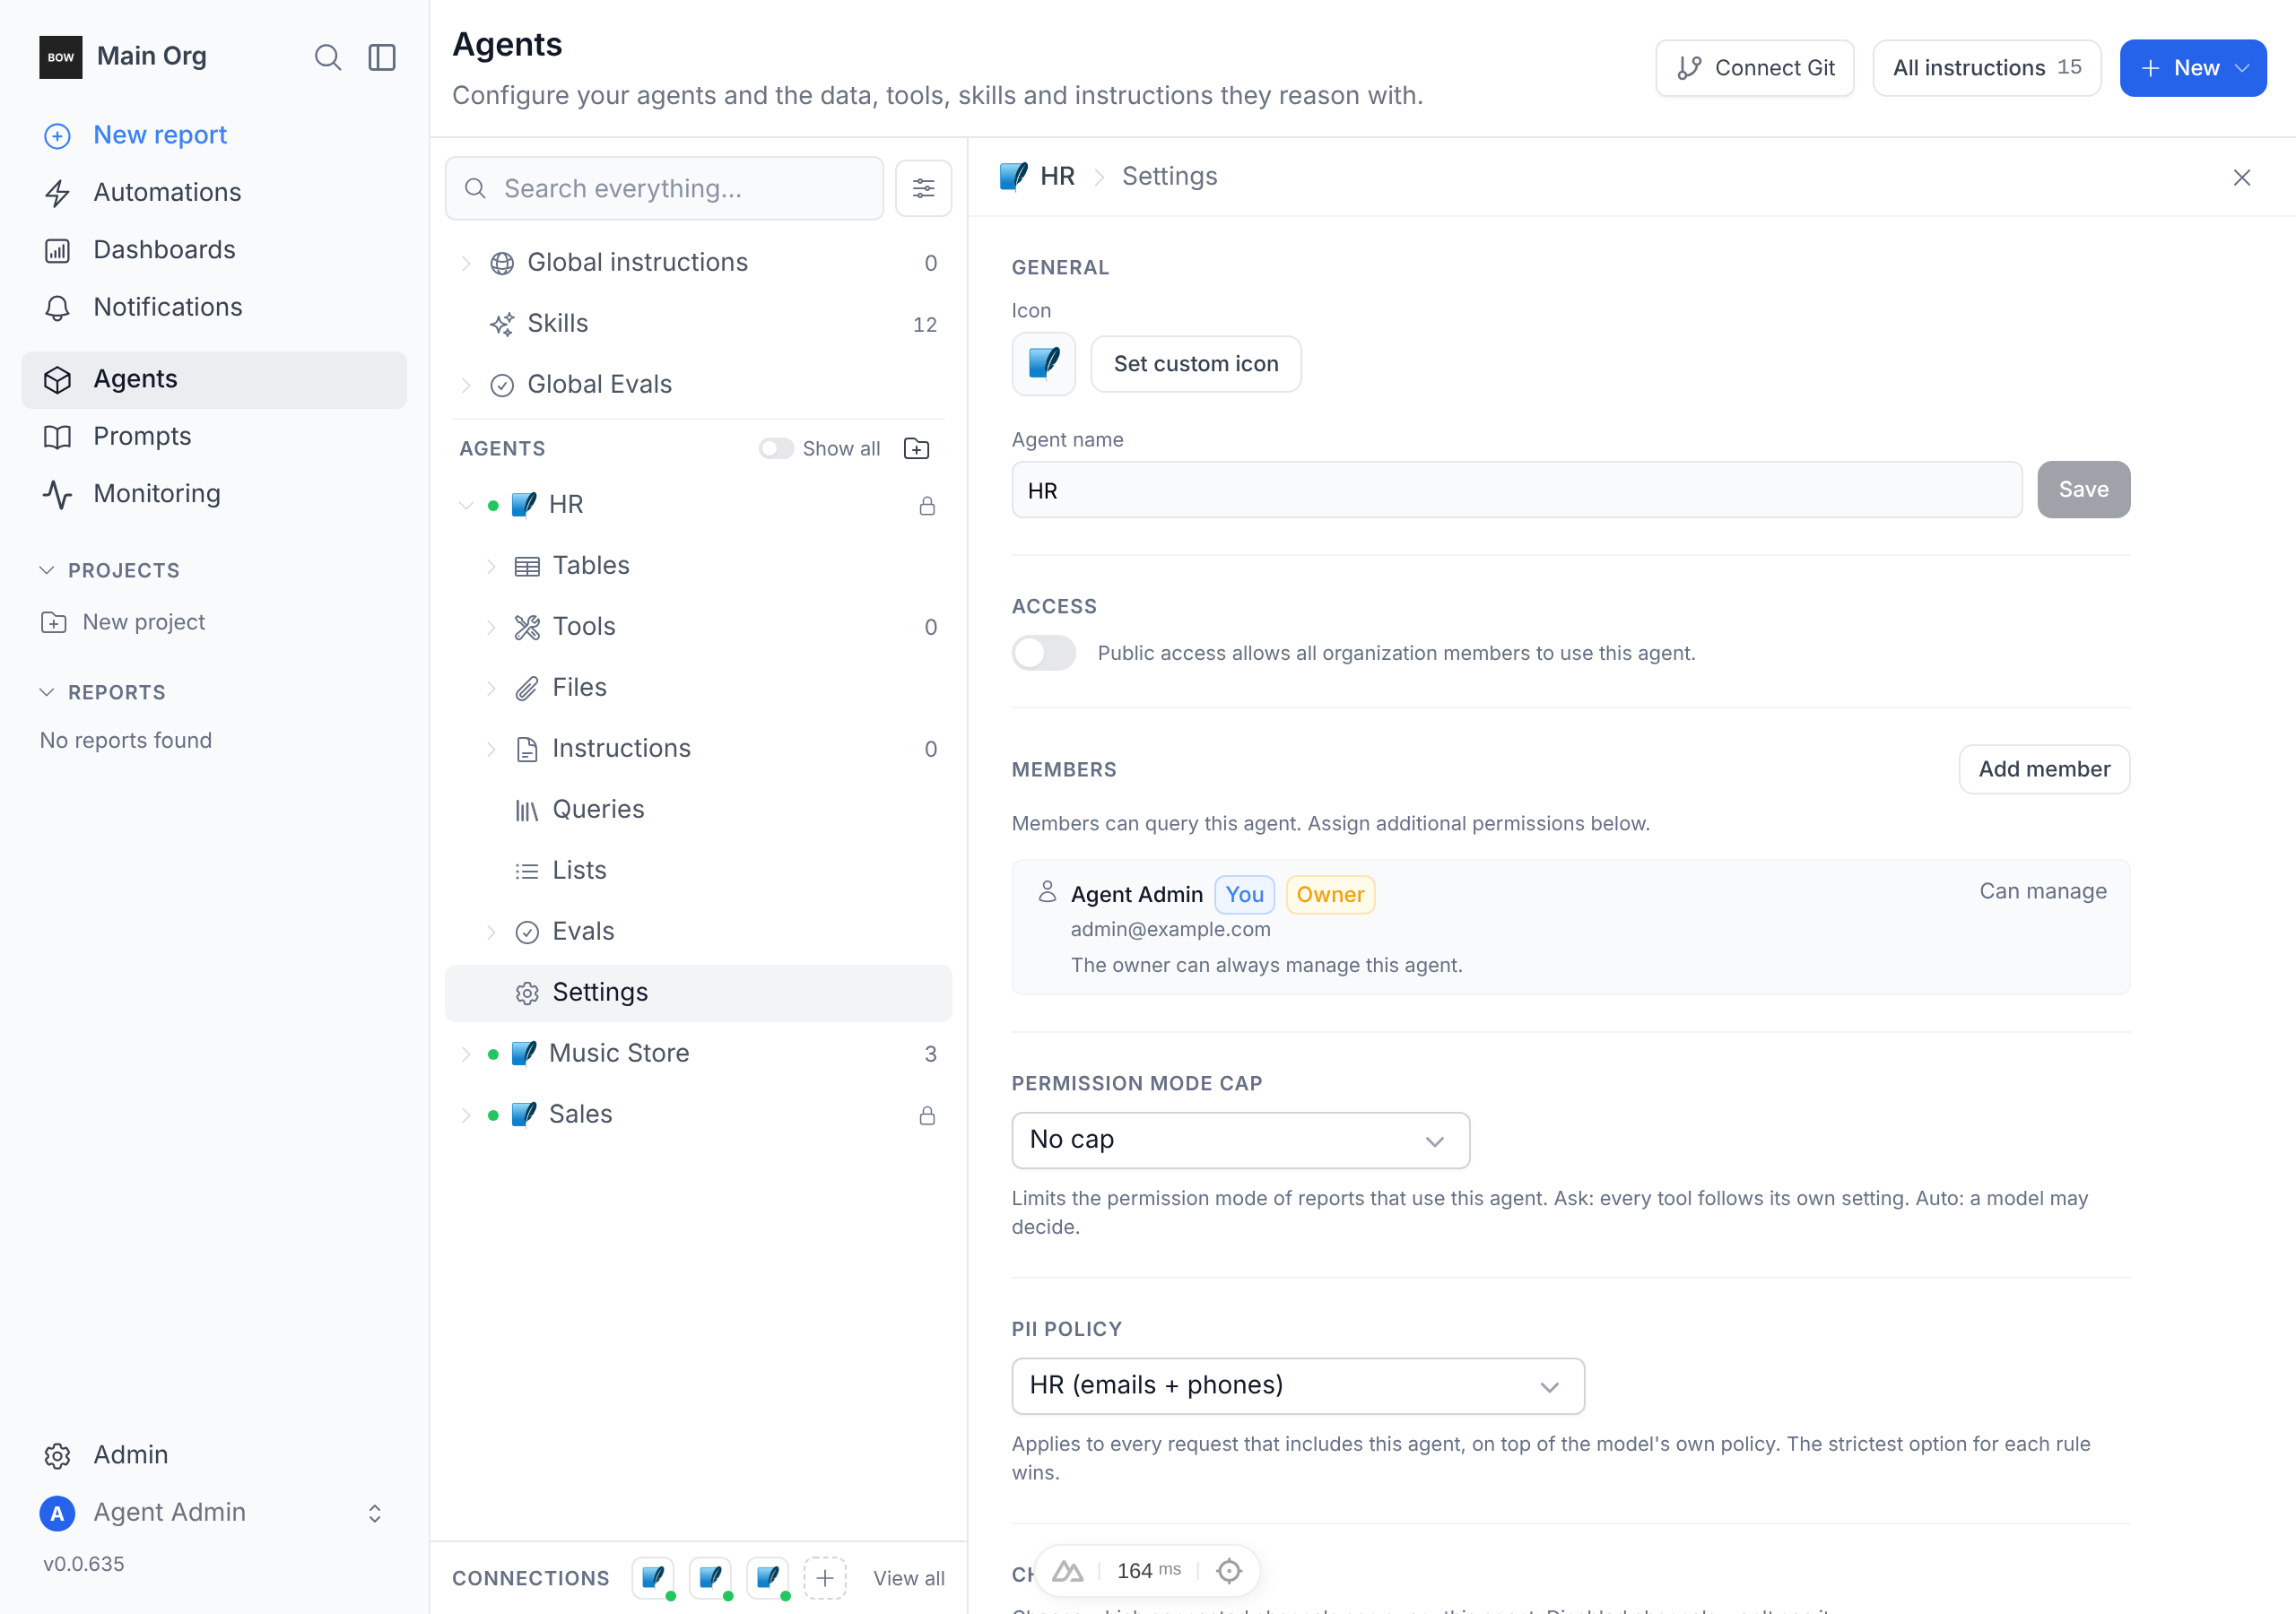 BOW
Main Org
New report
Automations
Dashboards
Notifications
Agents
Prompts
Monitoring
PROJECTS
New project
REPORTS
No reports found
Admin
A
Agent Admin
v0.0.635
Agents
Configure your agents and the data, tools, skills and instructions they reason with.
Connect Git
All instructions 15
New
Search everything...
Global instructions 0
Skills 12
Global Evals
AGENTS
Show all
HR
Tables
Tools 0
Files
Instructions 0
Queries
Lists
Evals
Settings
Music Store 3
Sales
CONNECTIONS
View all
HR
Settings
GENERAL
Icon
Set custom icon
Agent name
HR
Save
ACCESS
Public access allows all organization members to use this agent.
MEMBERS
Add member
Members can query this agent. Assign additional permissions below.
Agent Admin You Owner
Can manage
admin@example.com
The owner can always manage this agent.
PERMISSION MODE CAP
No cap
Limits the permission mode of reports that use this agent. Ask: every tool follows its own setting. Auto: a model may
decide.
PII POLICY
HR (emails + phones)
Applies to every request that includes this agent, on top of the model's own policy. The strictest option for each rule
wins.
164 ms